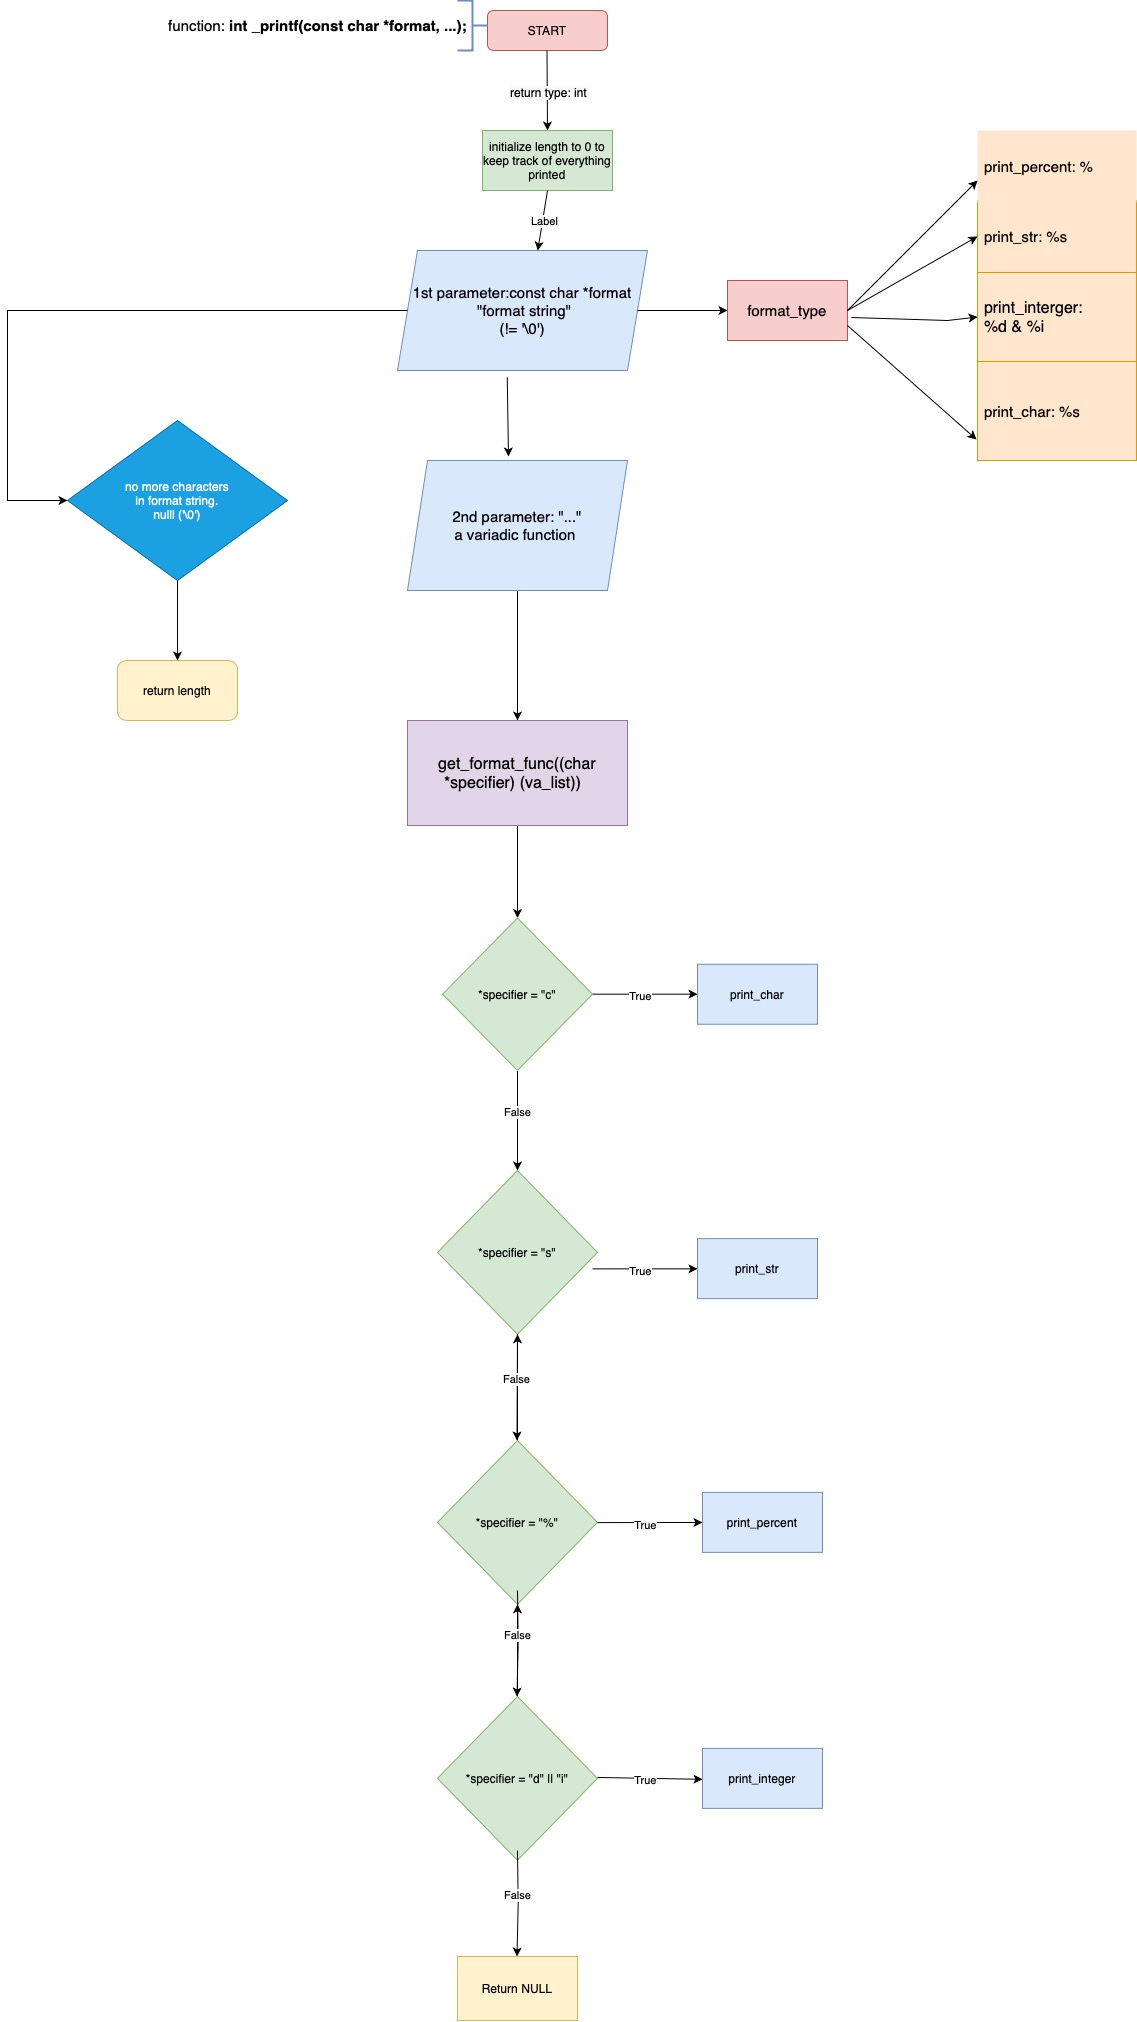 function: int _printf(const char *format, ...);
START
return type: int
initialize length to 0 to
keep track of everything
printed
Label
1st parameter:const char *format
"format string"
(!= '\0')
format_type
print_percent: %
print_str: %s
print_interger:
%d & %i
print_char: %s
no more characters
in format string.
nulll ('\0')
return length
2nd parameter: "..."
a variadic function
get_format_func((char
*specifier) (va_list))
*specifier = "c"
True
print_char
False
*specifier = "s"
True
print_str
False
*specifier = "%"
True
print_percent
False
*specifier = "d" || "i"
True
print_integer
False
Return NULL